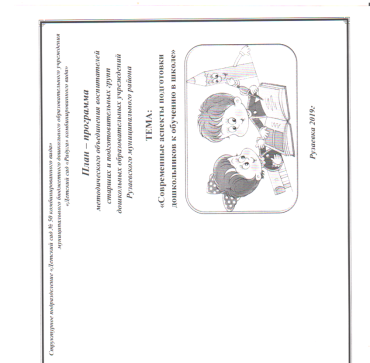 Структурное подразделение «Детский сад № 50 комбинированного вида»
муниципального бюджетного дошкольного образовательного учреждения
«Детский сад «Радуга» комбинированного вида»
План – программа
методического объединения воспитателей
старших и подготовительных групп
дошкольных образовательных учреждений
Рузаевского муниципального района
ТЕМА:
«Современные аспекты подготовки
дошкольников к обучению в школе»
Рузаевка 2019г